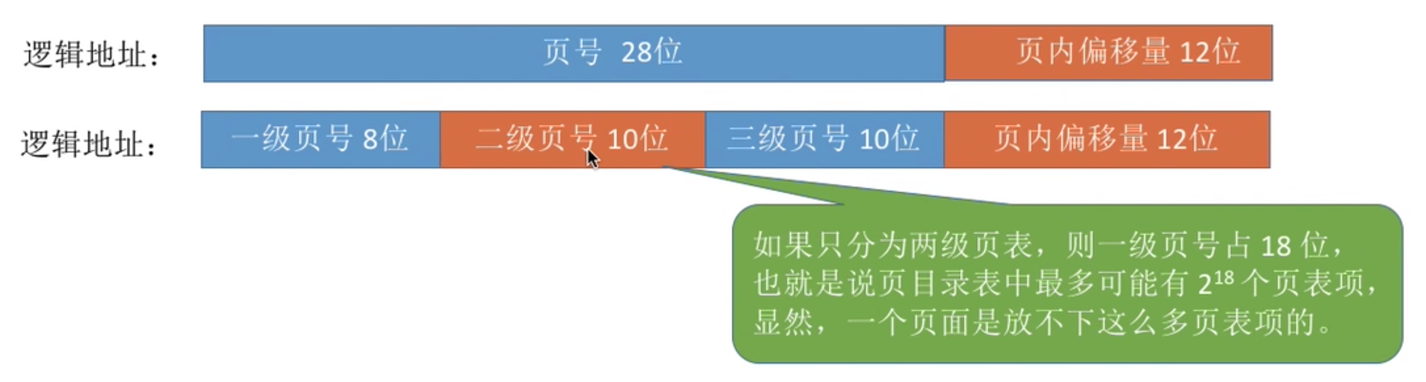 逻辑地址： 页号 28位 页内偏移量 12位
逻辑地址： 一级页号 8位 二级页号 10位 三级页号 10位 页内偏移量 12位
如果只分为两级页表，则一级页号占 18 位，
也就是说页目录表中最多可能有 2¹⁸ 个页表项，
显然，一个页面是放不下这么多页表项的。